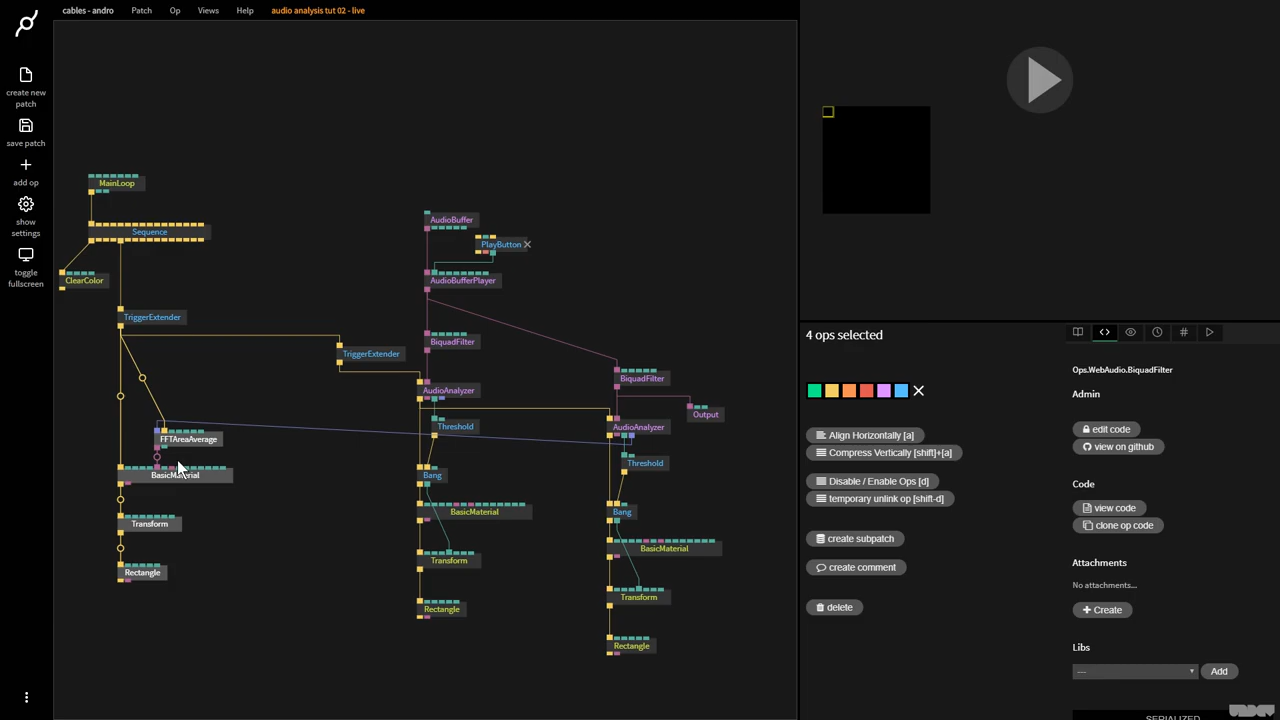 cables - andro
Patch
Op
Views
Help
audio analysis tut 02 - live
create new
patch
save patch
add op
show
settings
toggle
fullscreen
MainLoop
Sequence
ClearColor
TriggerExtender
TriggerExtender
FFTAreaAverage
BasicMaterial
Transform
Rectangle
AudioBuffer
PlayButton
AudioBufferPlayer
BiquadFilter
AudioAnalyzer
Threshold
Bang
BasicMaterial
Transform
Rectangle
BiquadFilter
Output
AudioAnalyzer
Threshold
Bang
BasicMaterial
Transform
Rectangle
4 ops selected
Align Horizontally [a]
Compress Vertically [shift]+[a]
Disable / Enable Ops [d]
temporary unlink op [shift-d]
create subpatch
create comment
delete
Ops.WebAudio.BiquadFilter
Admin
edit code
view on github
Code
view code
clone op code
Attachments
No attachments...
Create
Libs
---
Add
SERIALIZED